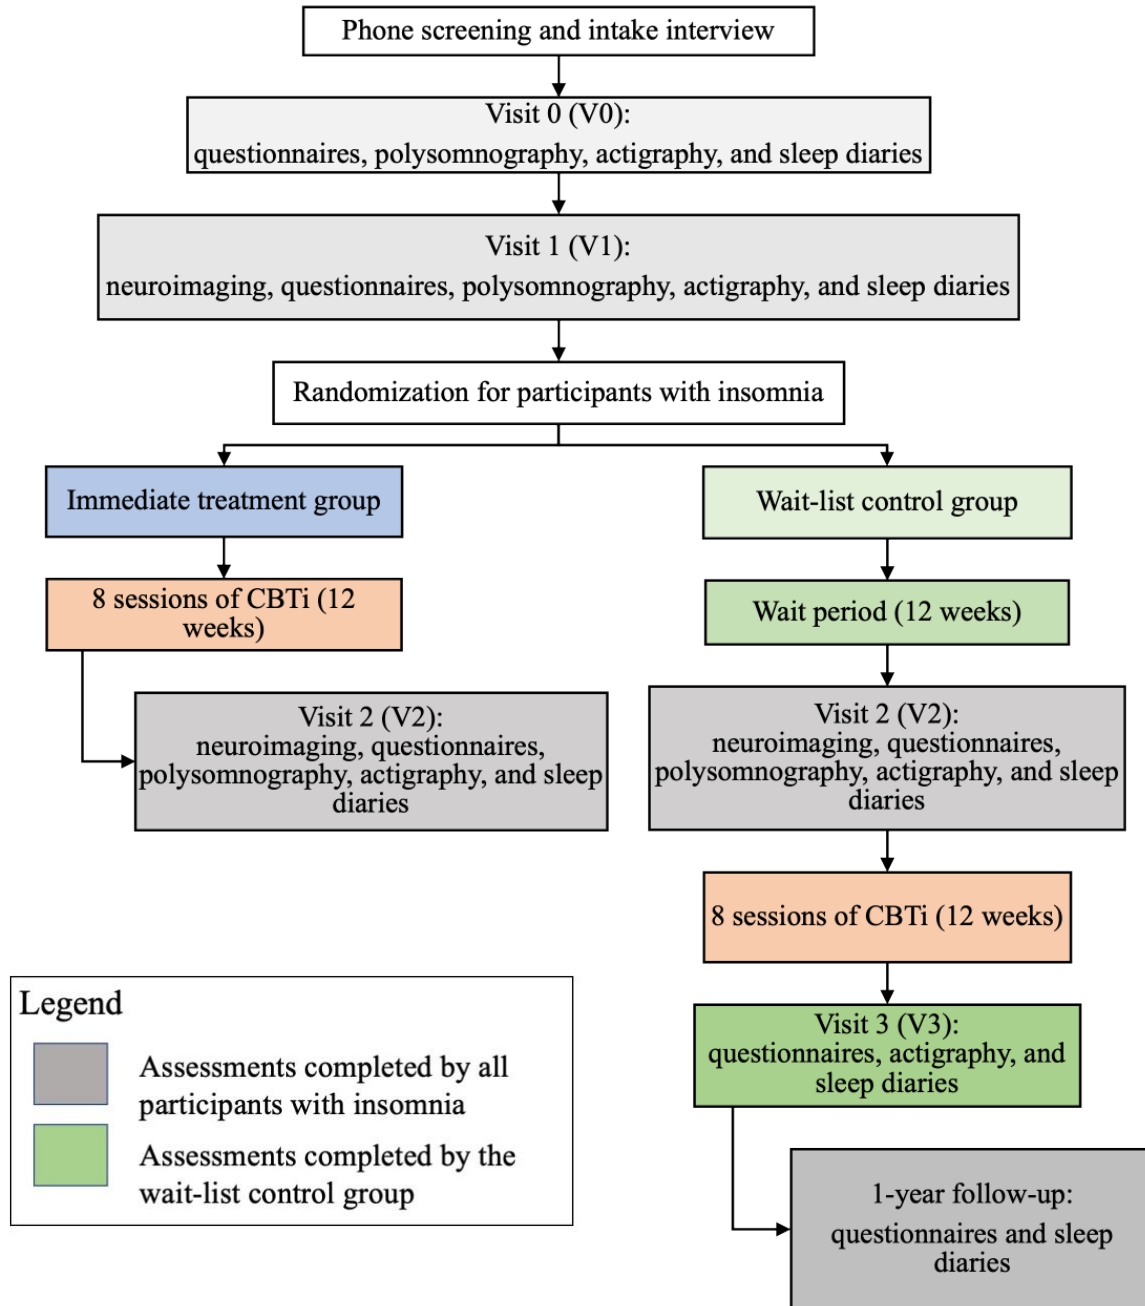 Phone screening and intake interview
Visit 0 (V0):
questionnaires, polysomnography, actigraphy, and sleep diaries
Visit 1 (V1):
neuroimaging, questionnaires, polysomnography, actigraphy, and sleep diaries
Randomization for participants with insomnia
Immediate treatment group
8 sessions of CBTi (12
weeks)
Visit 2 (V2):
neuroimaging, questionnaires,
polysomnography, actigraphy, and sleep
diaries
Wait-list control group
Wait period (12 weeks)
Visit 2 (V2):
neuroimaging, questionnaires,
polysomnography, actigraphy, and sleep
diaries
8 sessions of CBTi (12 weeks)
Visit 3 (V3):
questionnaires, actigraphy, and
sleep diaries
1-year follow-up:
questionnaires and sleep
diaries
Legend
Assessments completed by all
participants with insomnia
Assessments completed by the
wait-list control group